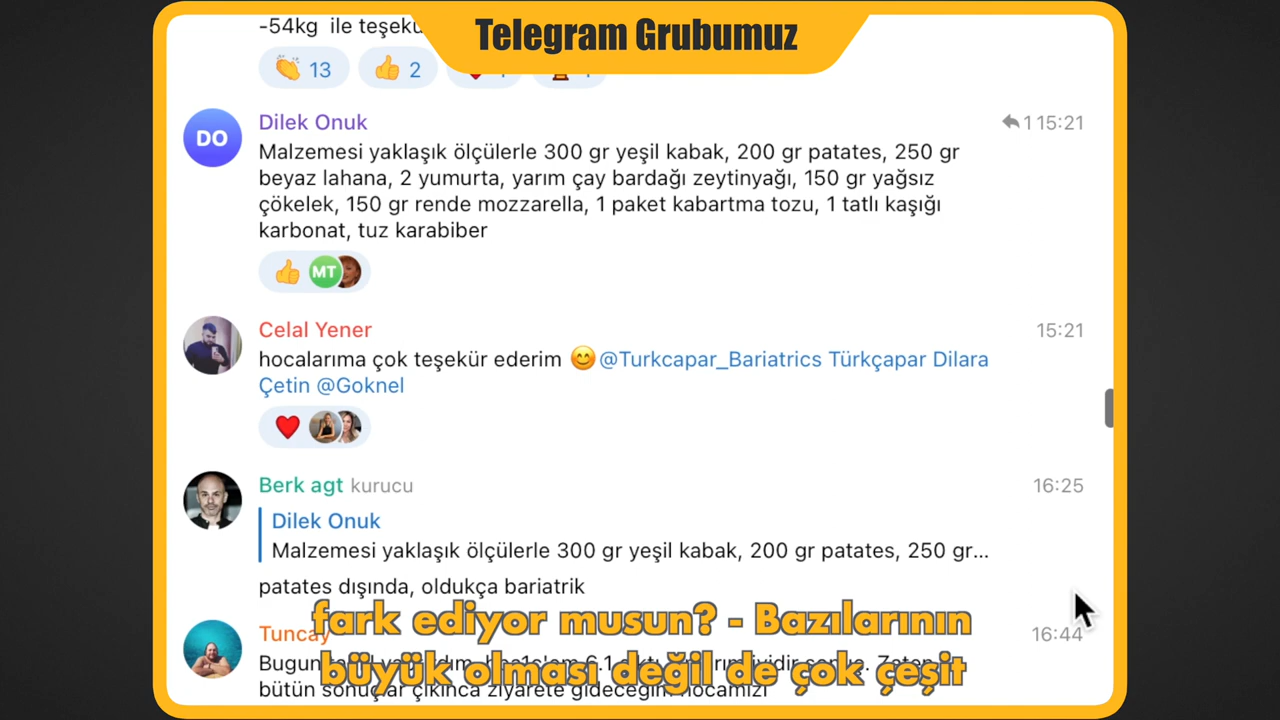 -54kg ile teşekü
Telegram Grubumuz
13 2
DO
Dilek Onuk
115:21
Malzemesi yaklaşık ölçülerle 300 gr yeşil kabak, 200 gr patates, 250 gr
beyaz lahana, 2 yumurta, yarım çay bardağı zeytinyağı, 150 gr yağsız
çökelek, 150 gr rende mozzarella, 1 paket kabartma tozu, 1 tatlı kaşığı
karbonat, tuz karabiber
MT
Celal Yener
15:21
hocalarıma çok teşekür ederim 😊@Turkcapar_Bariatrics Türkçapar Dilara
Çetin @Goknel
Berk agt kurucu
16:25
Dilek Onuk
Malzemesi yaklaşık ölçülerle 300 gr yeşil kabak, 200 gr patates, 250 gr...
patates dışında, oldukça bariatrik
Tuncay
16:44
fark ediyor musun? - Bazılarının
büyük olması değil de çok çeşit
Bugun
bütün sonuçlar çıkınca ziyarete gideceğim hocamızı